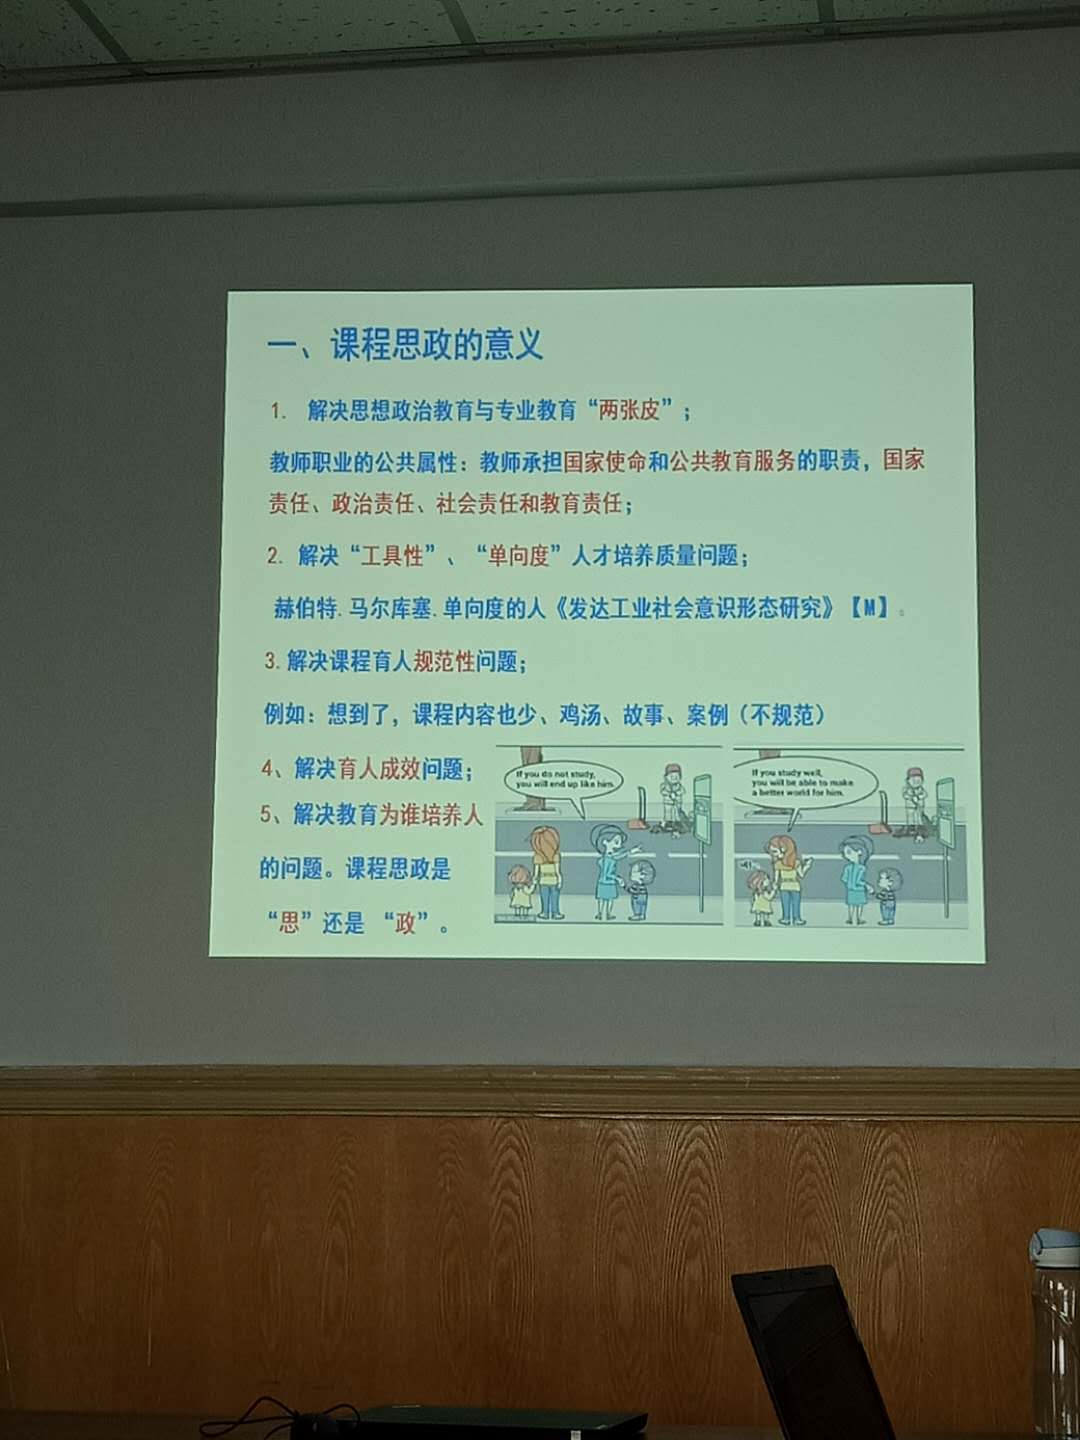 一、课程思政的意义
1. 解决思想政治教育与专业教育“两张皮”；
教师职业的公共属性：教师承担国家使命和公共教育服务的职责，国家
责任、政治责任、社会责任和教育责任；
2. 解决“工具性”、“单向度”人才培养质量问题；
赫伯特.马尔库塞.单向度的人《发达工业社会意识形态研究》【M】。
3.解决课程育人规范性问题；
例如：想到了，课程内容也少、鸡汤、故事、案例（不规范）
4、解决育人成效问题；
5、解决教育为谁培养人
的问题。课程思政是
“思”还是 “政”。
If you do not study,
you will end up like him.
If you study well,
you will be able to make
a better world for him.